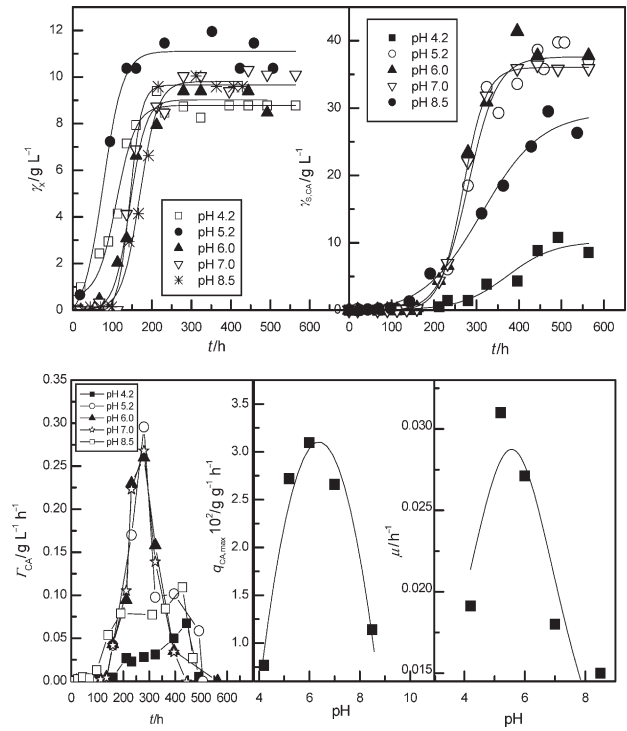 12
10
8
6
4
2
0
γx/g L⁻¹
pH 4.2
pH 5.2
pH 6.0
pH 7.0
pH 8.5
0 100 200 300 400 500 600
t/h
40
30
20
10
0
γS,CA/g L⁻¹
pH 4.2
pH 5.2
pH 6.0
pH 7.0
pH 8.5
0 100 200 300 400 500 600
t/h
0.35
0.30
0.25
0.20
0.15
0.10
0.05
0.00
ΓCA/g L⁻¹ h⁻¹
pH 4.2
pH 5.2
pH 6.0
pH 7.0
pH 8.5
0 100 200 300 400 500 600
t/h
3.5
3.0
2.5
2.0
1.5
1.0
qCA,max 10²/g g⁻¹ h⁻¹
4 6 8 10
pH
0.030
0.025
0.020
0.015
μ/h⁻¹
4 6 8
pH